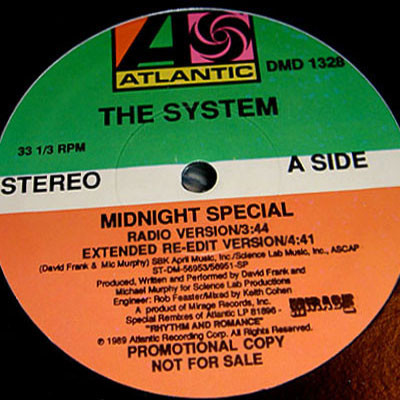 ATLANTIC
DMD 1328
THE SYSTEM
33 1/3 RPM
STEREO
A SIDE
MIDNIGHT SPECIAL
RADIO VERSION/3:44
EXTENDED RE-EDIT VERSION/4:41
(David Frank & Mic Murphy) SBK April Music, Inc./Science Lab Music, Inc., ASCAP
ST-DM-56953/56951-SP
Produced, Written and Performed by David Frank and
Michael Murphy for Science Lab Productions
Engineer: Rob Feaster/Mixed by Keith Cohen
A product of Mirage Records, Inc.
Special Remixes of Atlantic LP 81896 -
"RHYTHM AND ROMANCE"
© 1989 Atlantic Recording Corp. All Rights Reserved.
PROMOTIONAL COPY
NOT FOR SALE
MIRAGE